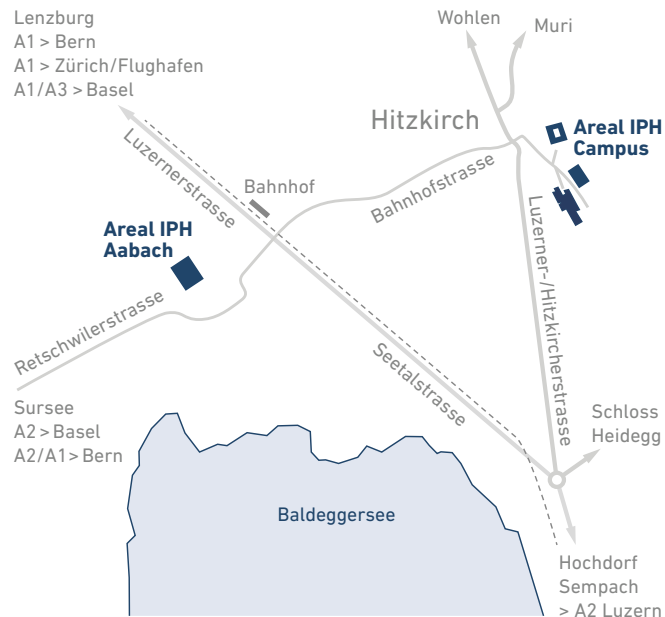 Lenzburg
A1 > Bern
A1 > Zürich/Flughafen
A1/A3 > Basel
Wohlen
Muri
Hitzkirch
Areal IPH
Campus
Luzernerstrasse
Bahnhof
Bahnhofstrasse
Areal IPH
Aabach
Luzerner-/Hitzkircherstrasse
Retschwilerstrasse
Seetalstrasse
Sursee
A2 > Basel
A2/A1 > Bern
Schloss
Heidegg
Baldeggersee
Hochdorf
Sempach
> A2 Luzern